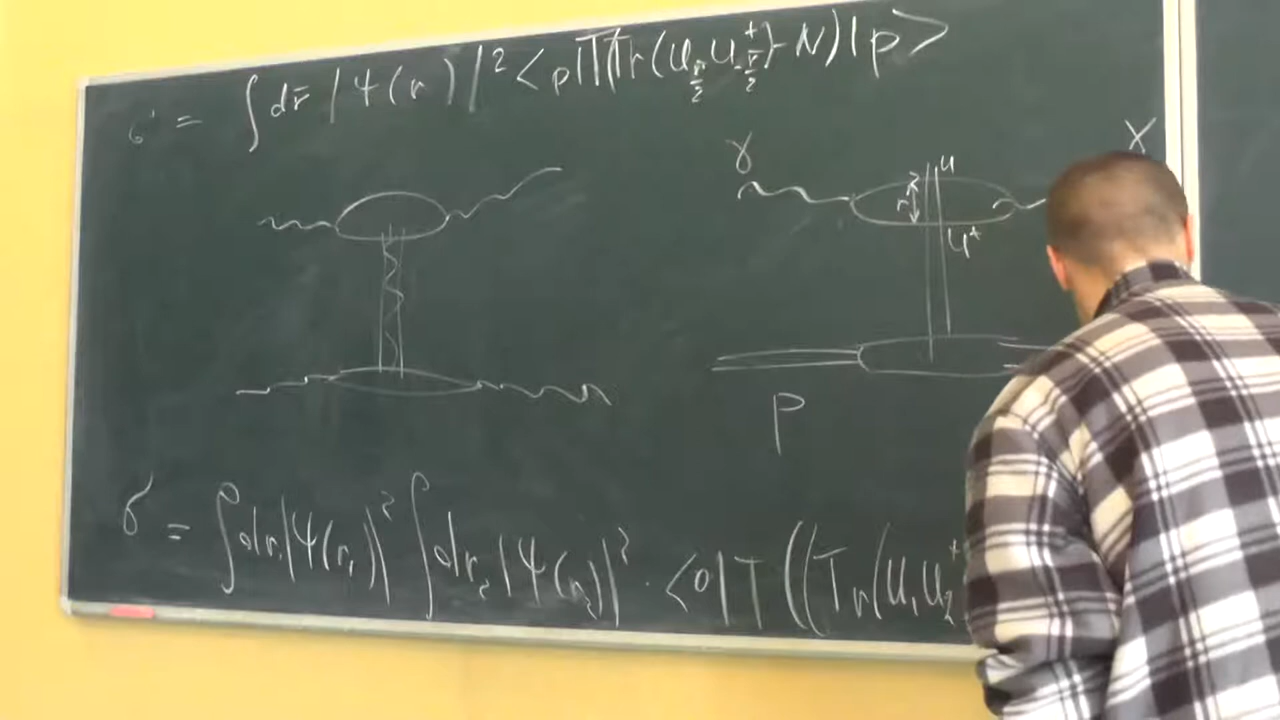 σ = ∫ dr̄ |Ψ(r)|² <p|T Tr(U_{r/2} U⁺_{-r/2} - N)|p>
γ γ
r U
U⁺
P
σ = ∫dr₁|Ψ(r₁)|² ∫dr₂|Ψ(r₂)|² · <0|T((Tr(U₁U₂⁺